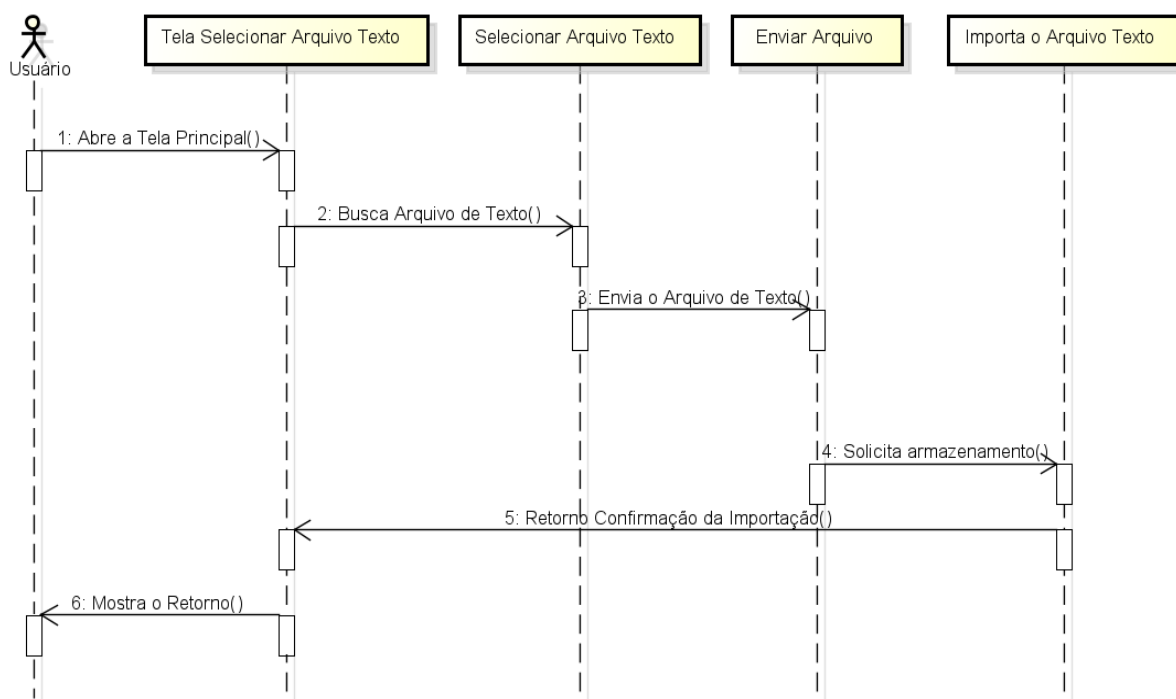 Usuário
Tela Selecionar Arquivo Texto
Selecionar Arquivo Texto
Enviar Arquivo
Importa o Arquivo Texto
1: Abre a Tela Principal()
2: Busca Arquivo de Texto()
3: Envia o Arquivo de Texto()
4: Solicita armazenamento()
5: Retorno Confirmação da Importação()
6: Mostra o Retorno()